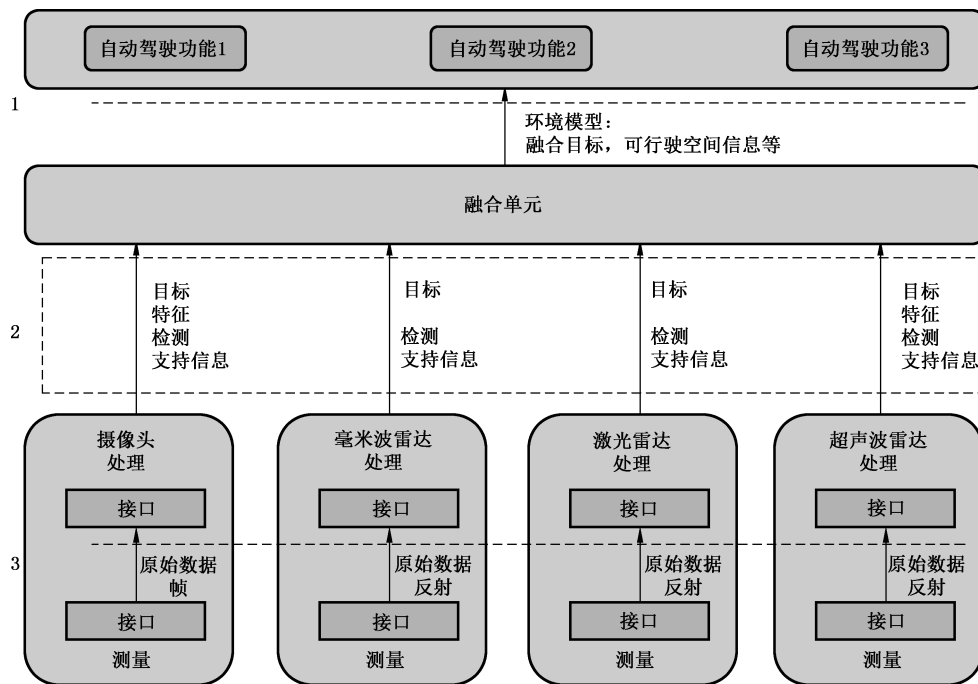 自动驾驶功能1
自动驾驶功能2
自动驾驶功能3
1
环境模型：
融合目标，可行驶空间信息等
融合单元
2
目标
特征
检测
支持信息
目标
检测
支持信息
目标
检测
支持信息
目标
特征
检测
支持信息
摄像头
处理
接口
毫米波雷达
处理
接口
激光雷达
处理
接口
超声波雷达
处理
接口
3
原始数据
帧
原始数据
反射
原始数据
反射
原始数据
反射
接口
测量
接口
测量
接口
测量
接口
测量